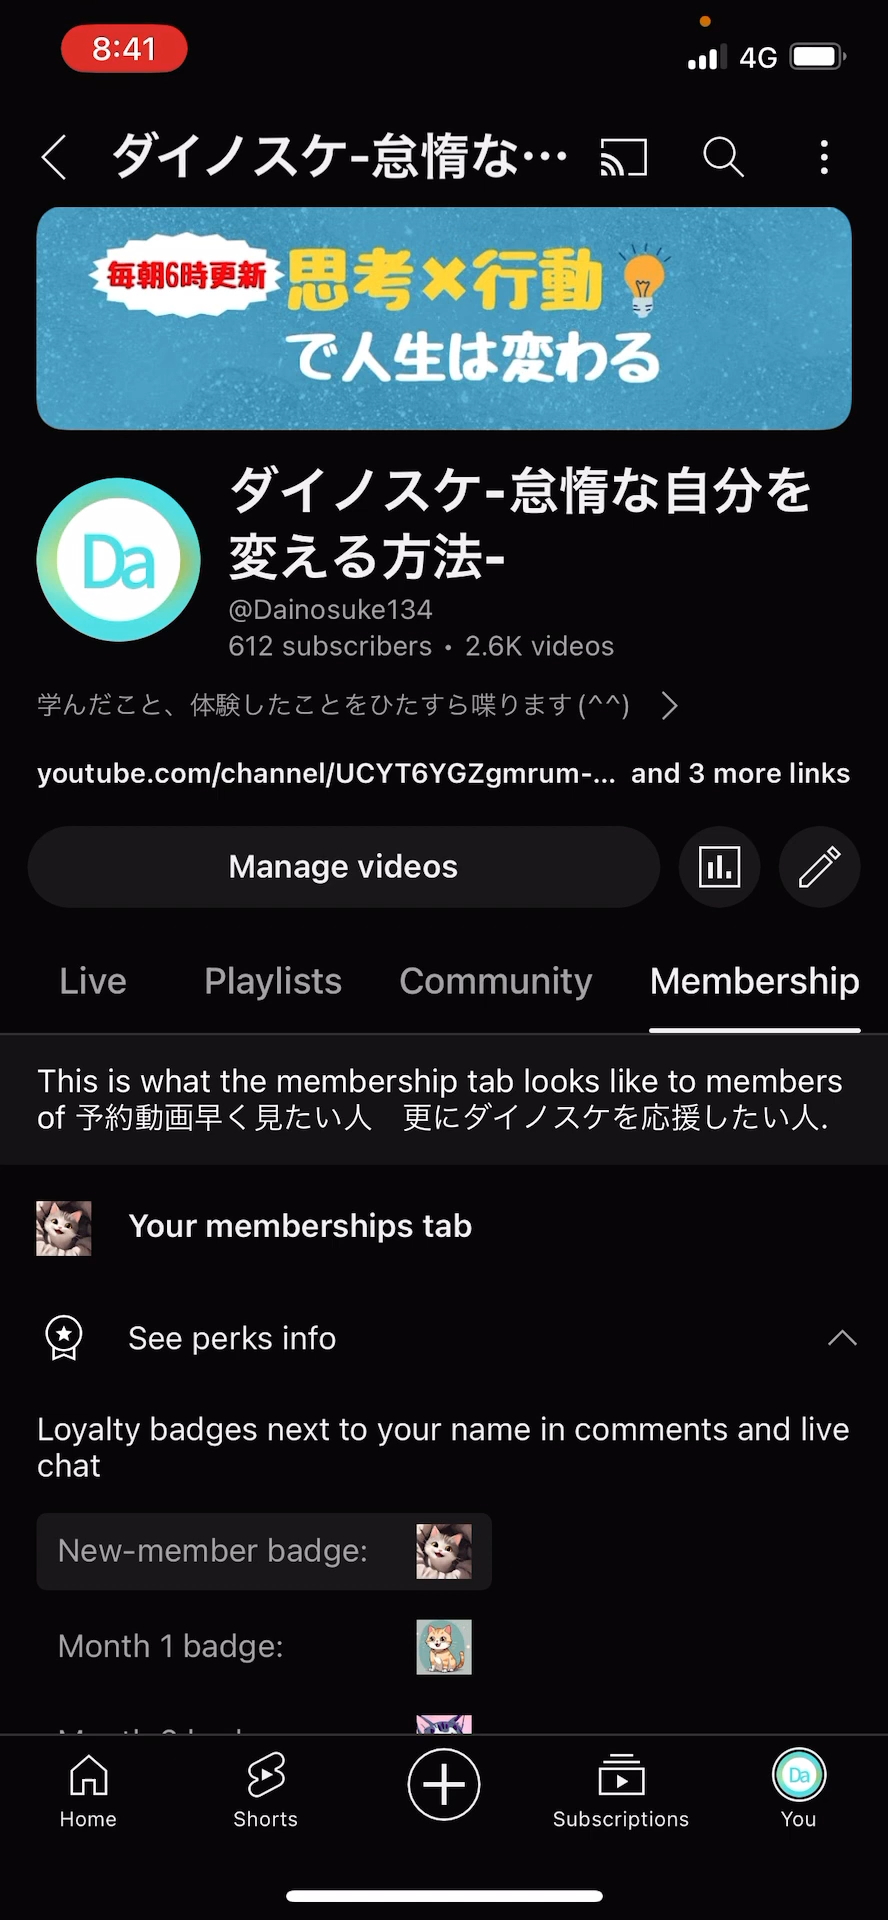 8:41
4G
ダイノスケ-怠惰な…
毎朝6時更新
思考×行動
で人生は変わる
Da
ダイノスケ-怠惰な自分を
変える方法-
@Dainosuke134
612 subscribers • 2.6K videos
学んだこと、体験したことをひたすら喋ります(^^)
youtube.com/channel/UCYT6YGZgmrum-... and 3 more links
Manage videos
Live Playlists Community Membership
This is what the membership tab looks like to members
of 予約動画早く見たい人　更にダイノスケを応援したい人.
Your memberships tab
See perks info
Loyalty badges next to your name in comments and live
chat
New-member badge:
Month 1 badge:
Home Shorts Subscriptions You
Da